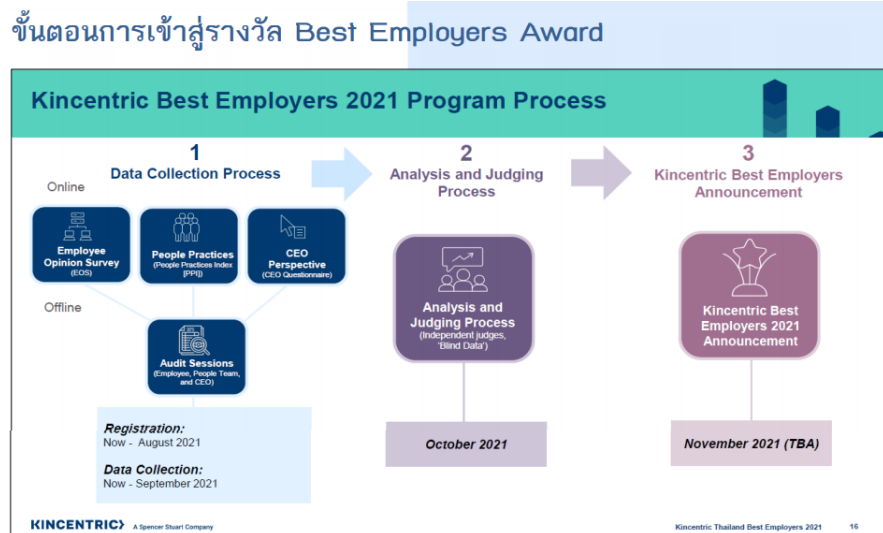 ขั้นตอนการเข้าสู่รางวัล Best Employers Award
Kincentric Best Employers 2021 Program Process
1
Data Collection Process
Online
Employee
Opinion Survey
(EOS)
People Practices
(People Practices Index
[PPI])
CEO
Perspective
(CEO Questionnaire)
Offline
Audit Sessions
(Employee, People Team,
and CEO)
Registration:
Now - August 2021
Data Collection:
Now - September 2021
2
Analysis and Judging
Process
Analysis and
Judging Process
(Independent judges,
'Blind Data')
October 2021
3
Kincentric Best Employers
Announcement
Kincentric Best
Employers 2021
Announcement
November 2021 (TBA)
KINCENTRIC A Spencer Stuart Company
Kincentric Thailand Best Employers 2021 16